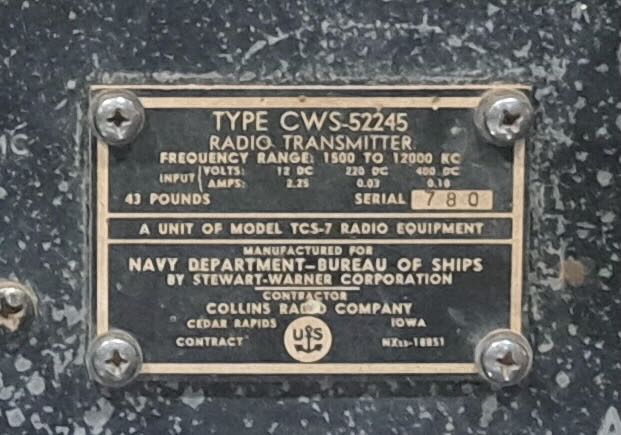 TYPE CWS-52245
RADIO TRANSMITTER
FREQUENCY RANGE: 1500 TO 12000 KC
INPUT VOLTS: 12 DC 220 DC 400 DC
AMPS: 2.25 0.03 0.18
43 POUNDS SERIAL 780
A UNIT OF MODEL TCS-7 RADIO EQUIPMENT
MANUFACTURED FOR
NAVY DEPARTMENT-BUREAU OF SHIPS
BY STEWART-WARNER CORPORATION
CONTRACTOR
COLLINS RADIO COMPANY
CEDAR RAPIDS IOWA
US
CONTRACT